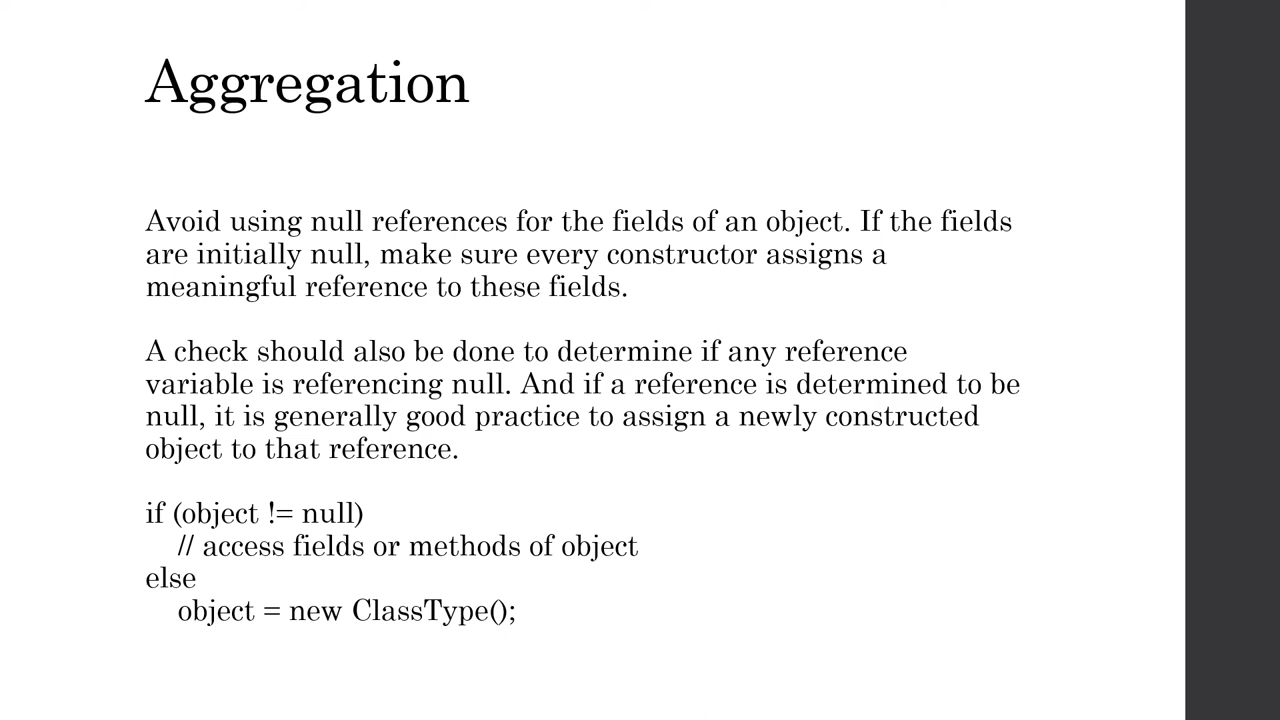 Aggregation
Avoid using null references for the fields of an object. If the fields
are initially null, make sure every constructor assigns a
meaningful reference to these fields.
A check should also be done to determine if any reference
variable is referencing null. And if a reference is determined to be
null, it is generally good practice to assign a newly constructed
object to that reference.
if (object != null)
// access fields or methods of object
else
object = new ClassType();